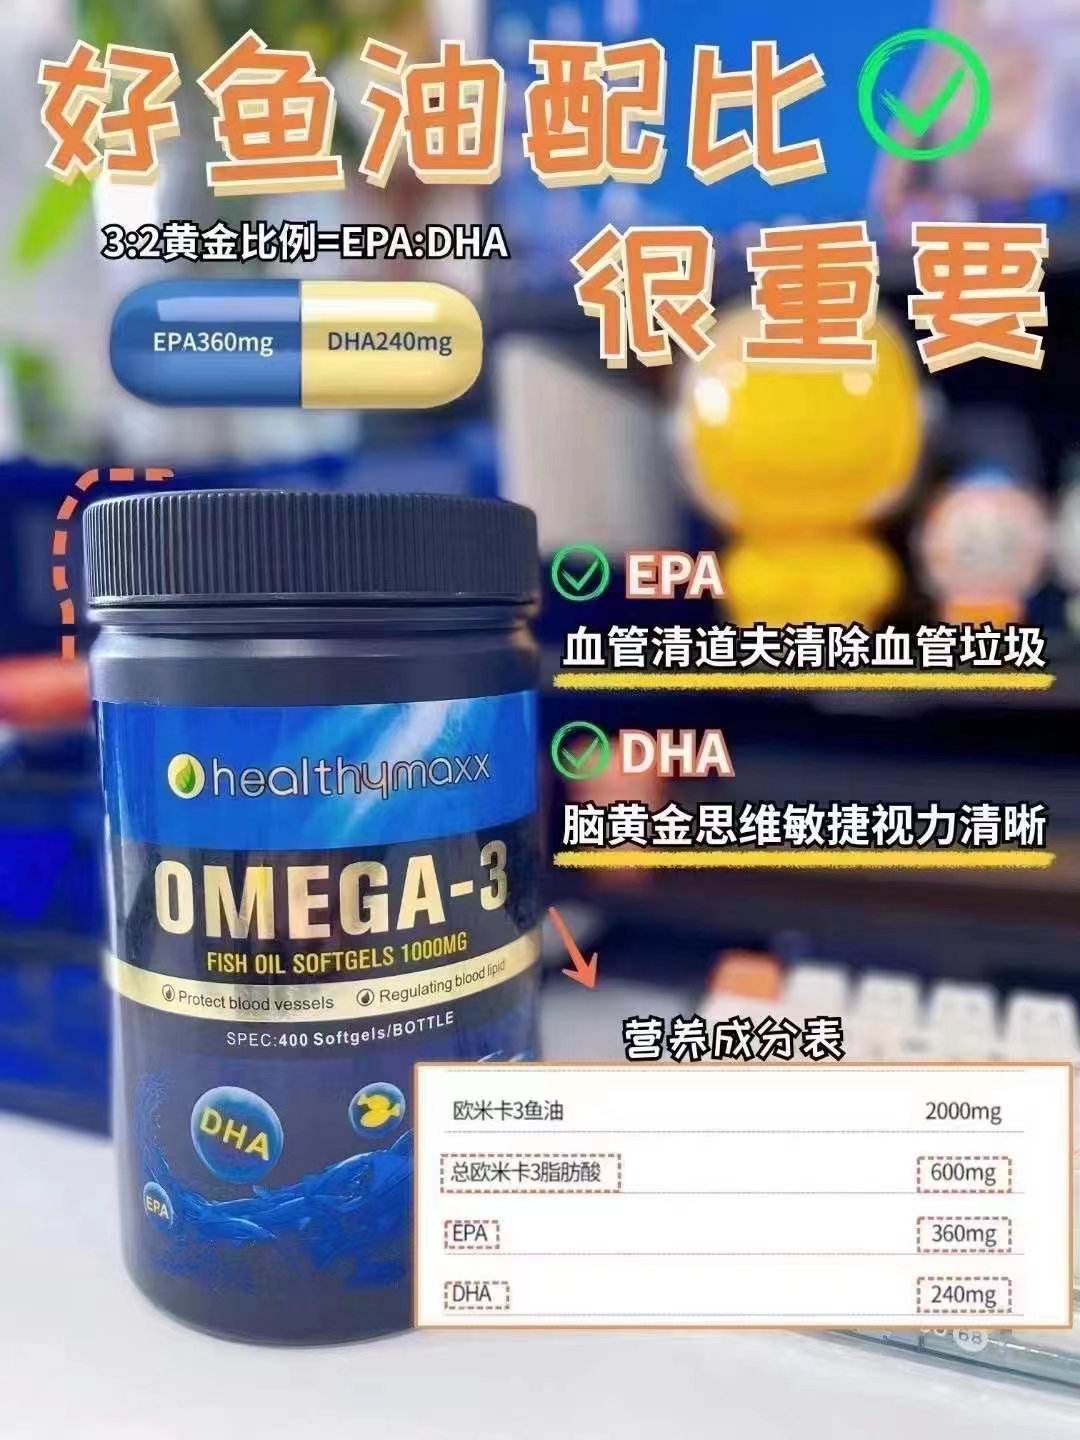 好鱼油配比
很重要
3:2黄金比例=EPA:DHA
EPA360mg
DHA240mg
EPA
血管清道夫清除血管垃圾
DHA
脑黄金思维敏捷视力清晰
healthymaxx
OMEGA-3
FISH OIL SOFTGELS 1000MG
Protect blood vessels
Regulating blood lipid
SPEC:400 Softgels/BOTTLE
DHA
EPA
营养成分表
欧米卡3鱼油 2000mg
总欧米卡3脂肪酸 600mg
EPA 360mg
DHA 240mg
68